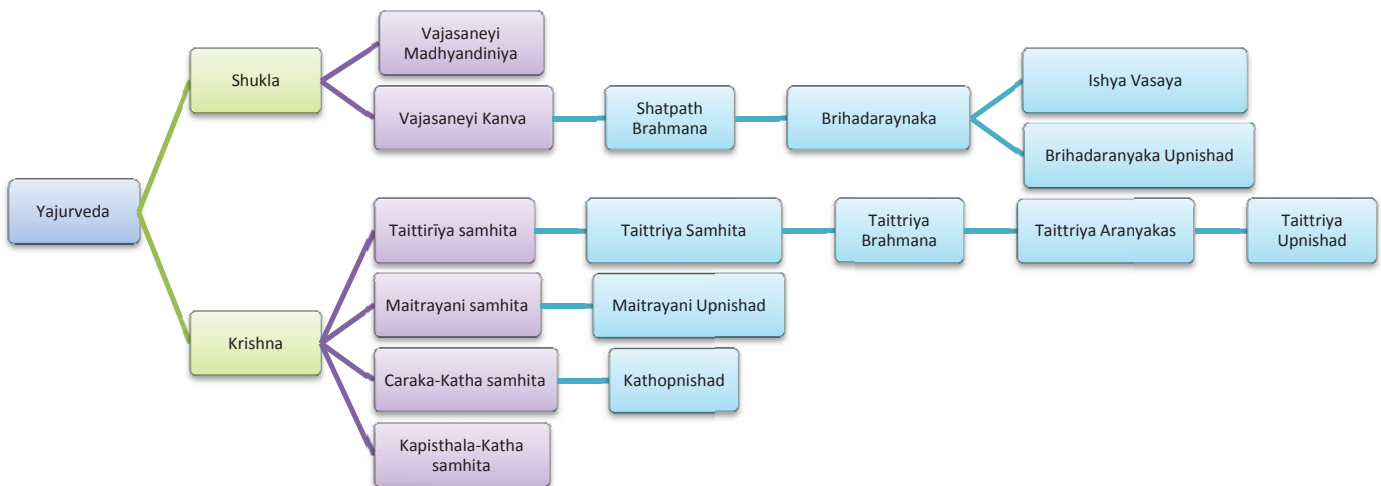 Yajurveda
Shukla
Vajasaneyi
Madhyandiniya
Vajasaneyi Kanva
Shatpath
Brahmana
Brihadaraynaka
Ishya Vasaya
Brihadaranyaka Upnishad
Krishna
Taittirīya samhita
Taittriya Samhita
Taittriya
Brahmana
Taittriya Aranyakas
Taittriya
Upnishad
Maitrayani samhita
Maitrayani Upnishad
Caraka-Katha samhita
Kathopnishad
Kapisthala-Katha
samhita